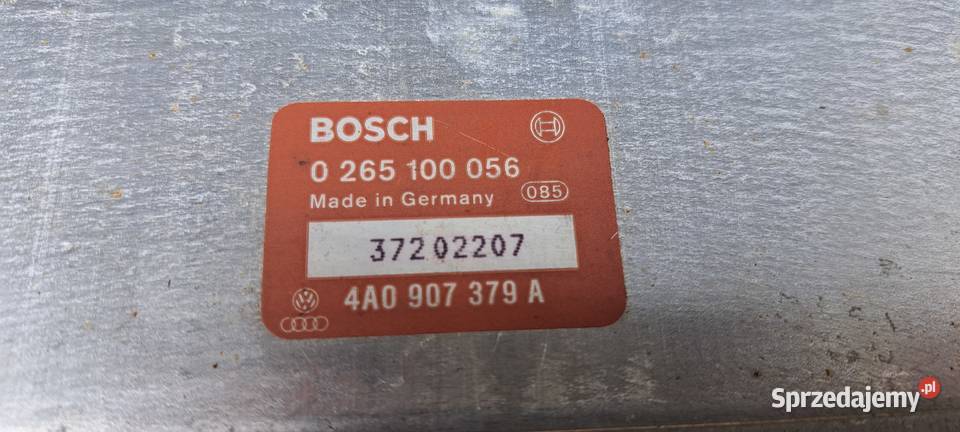 BOSCH
0 265 100 056
Made in Germany 085
37202207
4A0 907 379 A
Sprzedajemy.pl